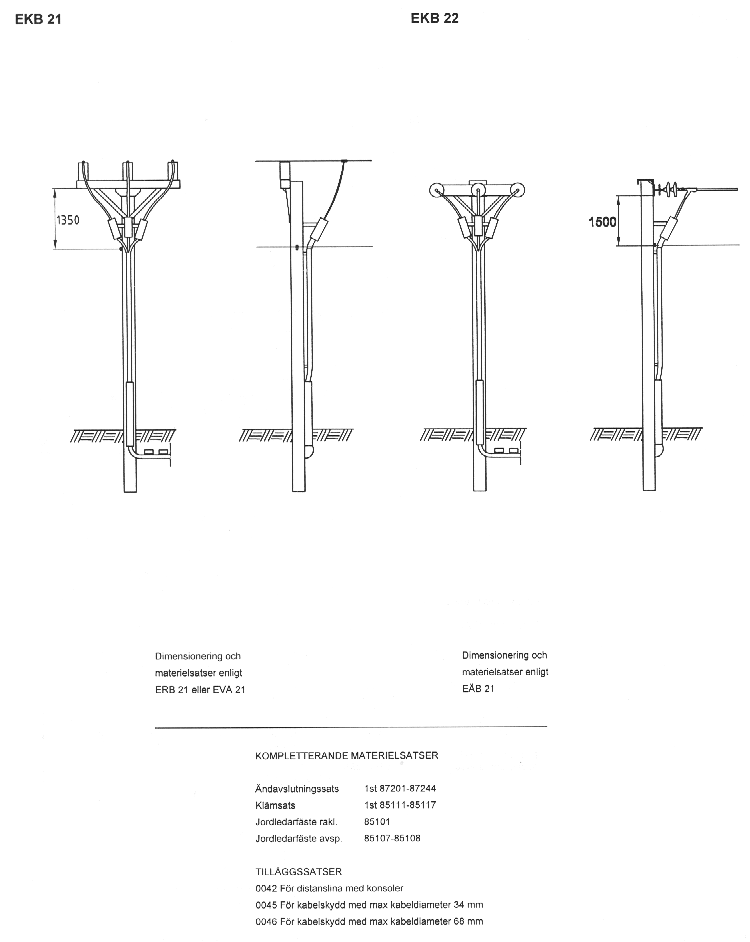 EKB 21
EKB 22
1350
1500
Dimensionering och
materielsatser enligt
ERB 21 eller EVA 21
Dimensionering och
materielsatser enligt
EÄB 21
KOMPLETTERANDE MATERIELSATSER
Ändavslutningssats 1st 87201-87244
Klämsats 1st 85111-85117
Jordledarfäste rakl. 85101
Jordledarfäste avsp. 85107-85108
TILLÄGGSSATSER
0042 För distanslina med konsoler
0045 För kabelskydd med max kabeldiameter 34 mm
0046 För kabelskydd med max kabeldiameter 68 mm